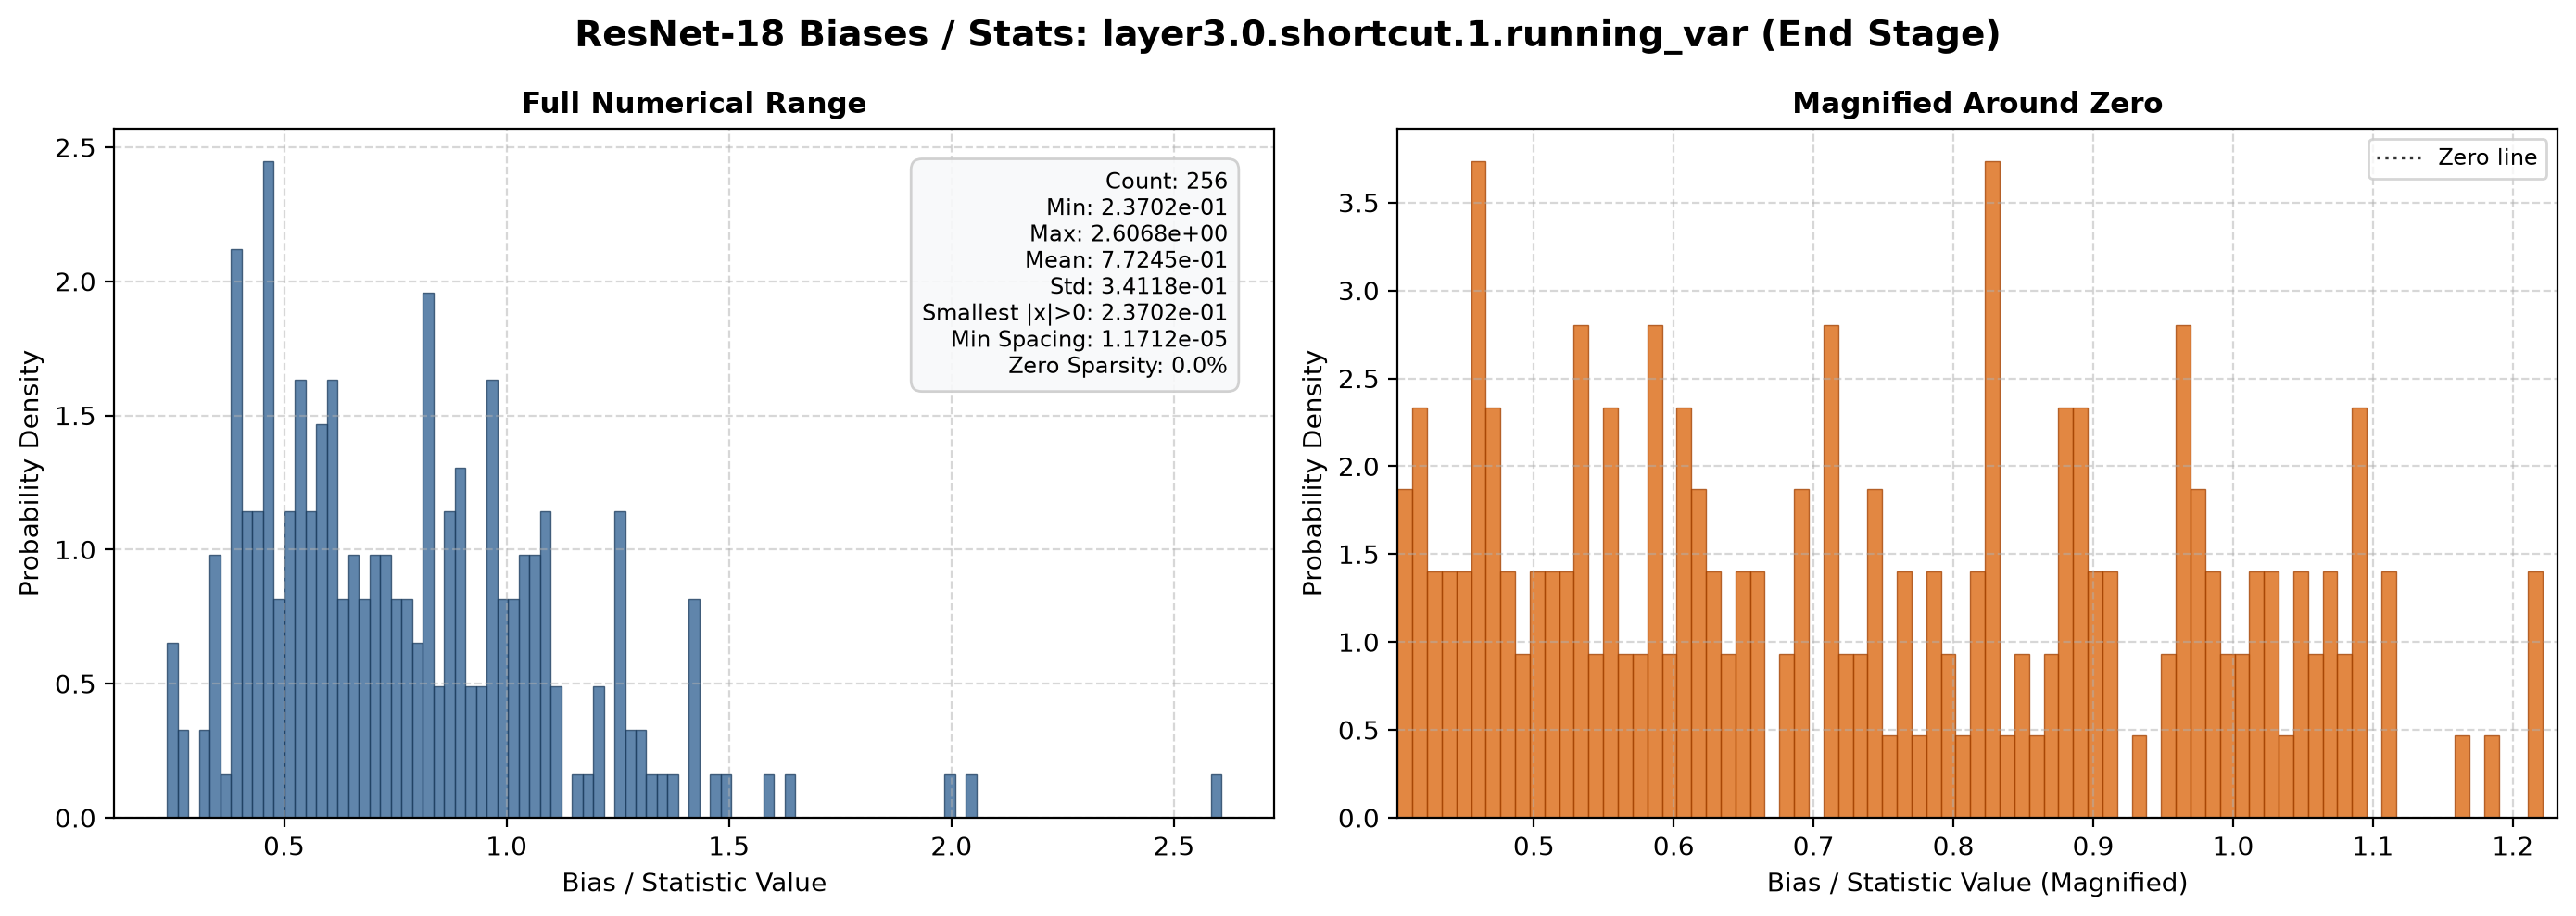 ResNet-18 Biases / Stats: layer3.0.shortcut.1.running_var (End Stage)
Full Numerical Range
Probability Density
2.5
2.0
1.5
1.0
0.5
0.0
Count: 256
Min: 2.3702e-01
Max: 2.6068e+00
Mean: 7.7245e-01
Std: 3.4118e-01
Smallest |x|>0: 2.3702e-01
Min Spacing: 1.1712e-05
Zero Sparsity: 0.0%
0.5 1.0 1.5 2.0 2.5
Bias / Statistic Value
Magnified Around Zero
Probability Density
3.5
3.0
2.5
2.0
1.5
1.0
0.5
0.0
Zero line
0.5 0.6 0.7 0.8 0.9 1.0 1.1 1.2
Bias / Statistic Value (Magnified)